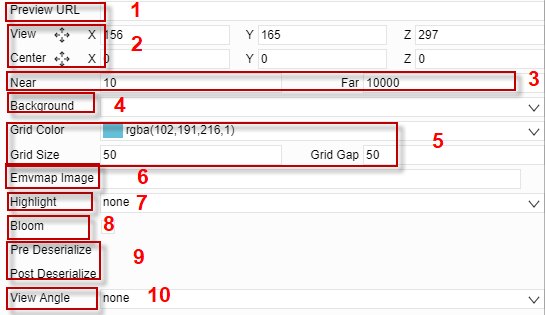 Preview URL 1
View X 156 Y 165 Z 297
2
Center X 0 Y 0 Z 0
Near 10 Far 10000 3
Background 4
Grid Color rgba(102,191,216,1) 5
Grid Size 50 Grid Gap 50
Emvmap Image 6
Highlight none 7
Bloom 8
Pre Deserialize
9
Post Deserialize
View Angle none 10